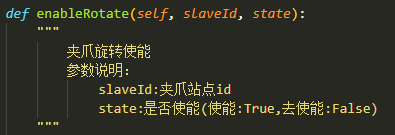 def enableRotate(self, slaveId, state):
"""
夹爪旋转使能
参数说明：
slaveId:夹爪站点id
state:是否使能(使能:True,去使能:False)
"""